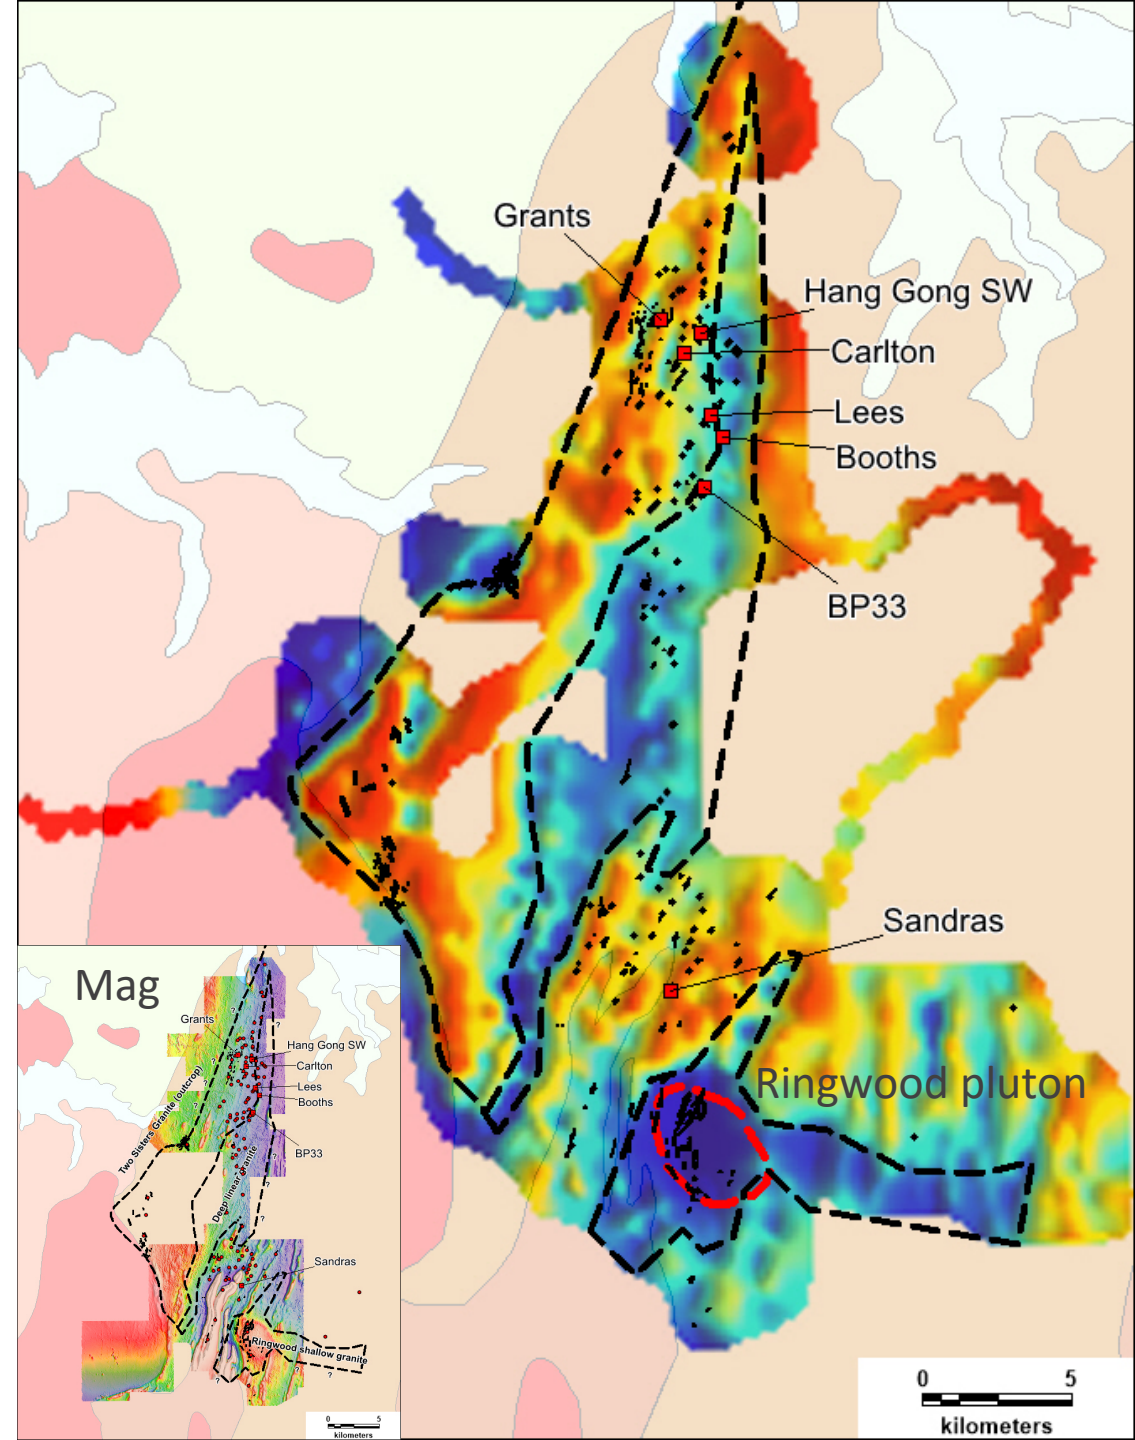 Grants
Hang Gong SW
Carlton
Lees
Booths
BP33
Sandras
Ringwood pluton
0 5
kilometers
Mag
Grants
Hang Gong SW
Carlton
Lees
Booths
BP33
Two Sisters Granite (outcrop)
Deep linear granite
Sandras
Ringwood shallow granite
? ? ? ? ? ? ? ? ?
0 5
kilometers